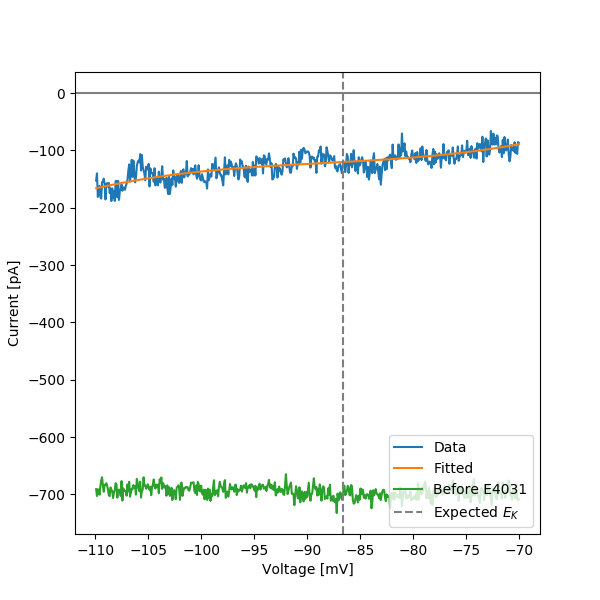 0
−100
−200
−300
−400
−500
−600
−700
Current [pA]
Data
Fitted
Before E4031
Expected E_K
−110
−105
−100
−95
−90
−85
−80
−75
−70
Voltage [mV]